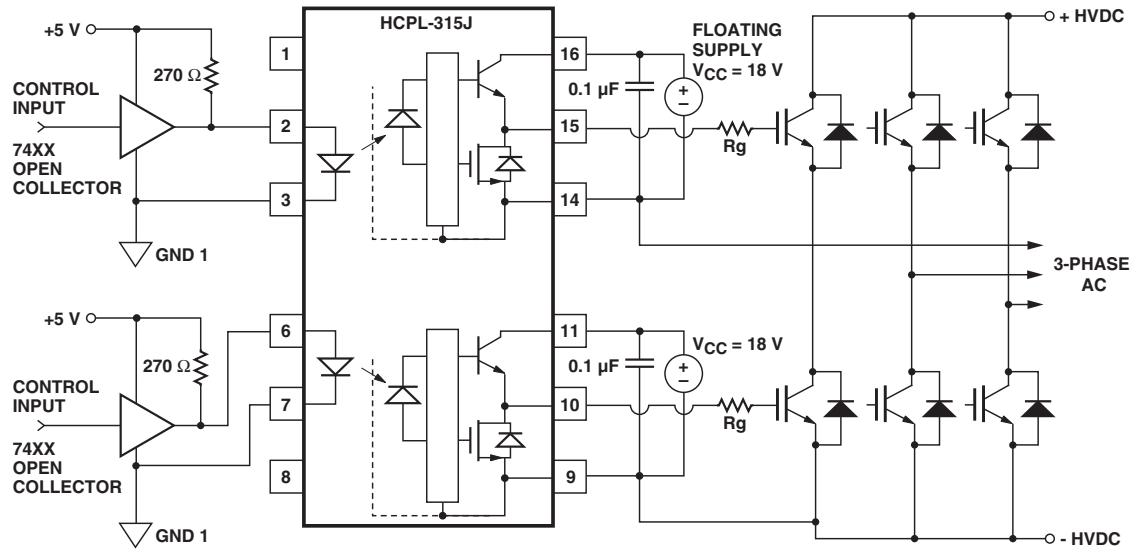 HCPL-315J
+5 V
270 Ω
CONTROL
INPUT
74XX
OPEN
COLLECTOR
GND 1
1
2
3
16
15
14
0.1 µF
FLOATING
SUPPLY
VCC = 18 V
+
–
Rg
+ HVDC
3-PHASE
AC
+5 V
270 Ω
CONTROL
INPUT
74XX
OPEN
COLLECTOR
GND 1
6
7
8
11
10
9
0.1 µF
VCC = 18 V
+
–
Rg
- HVDC